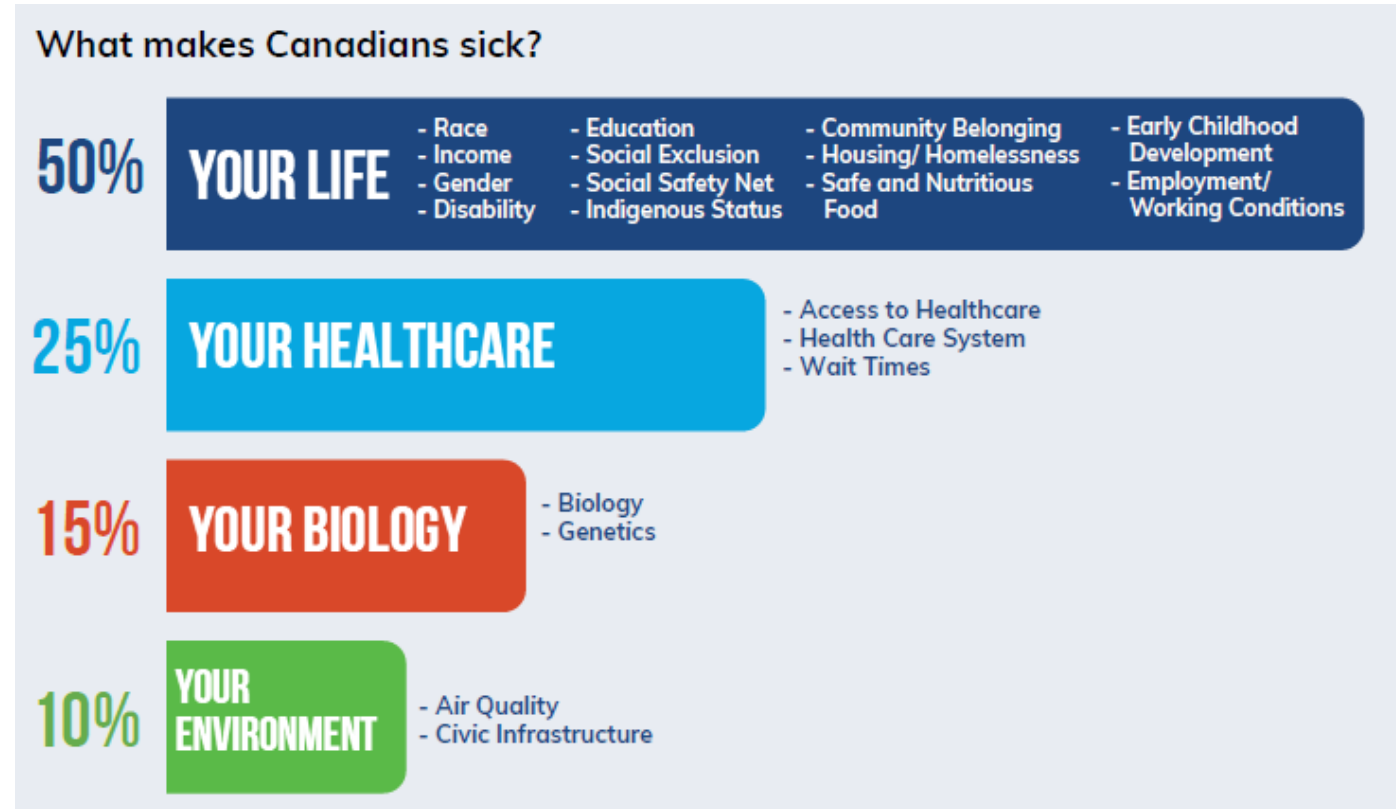 What makes Canadians sick?
50%
YOUR LIFE
- Race
- Income
- Gender
- Disability
- Education
- Social Exclusion
- Social Safety Net
- Indigenous Status
- Community Belonging
- Housing/ Homelessness
- Safe and Nutritious
Food
- Early Childhood
Development
- Employment/
Working Conditions
25%
YOUR HEALTHCARE
- Access to Healthcare
- Health Care System
- Wait Times
15%
YOUR BIOLOGY
- Biology
- Genetics
10%
YOUR
ENVIRONMENT
- Air Quality
- Civic Infrastructure